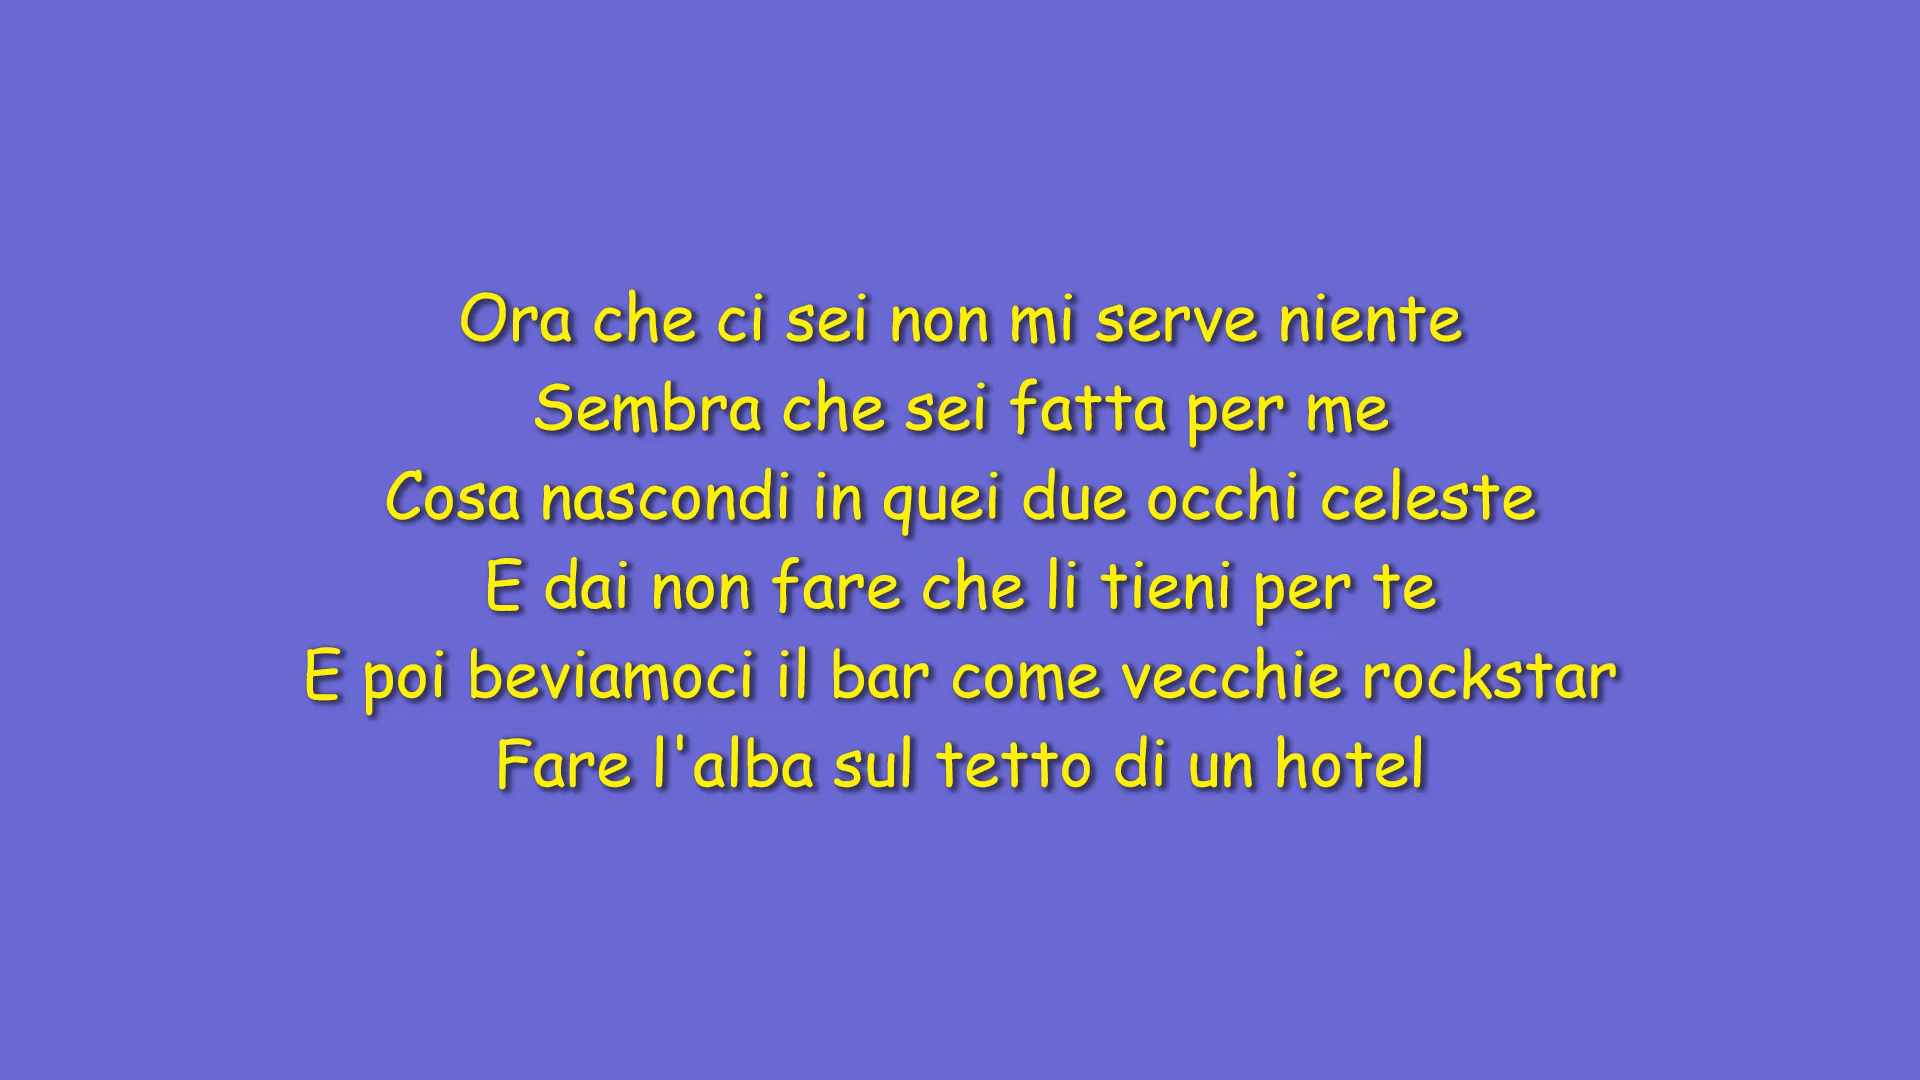 Ora che ci sei non mi serve niente
Sembra che sei fatta per me
Cosa nascondi in quei due occhi celeste
E dai non fare che li tieni per te
E poi beviamoci il bar come vecchie rockstar
Fare l'alba sul tetto di un hotel